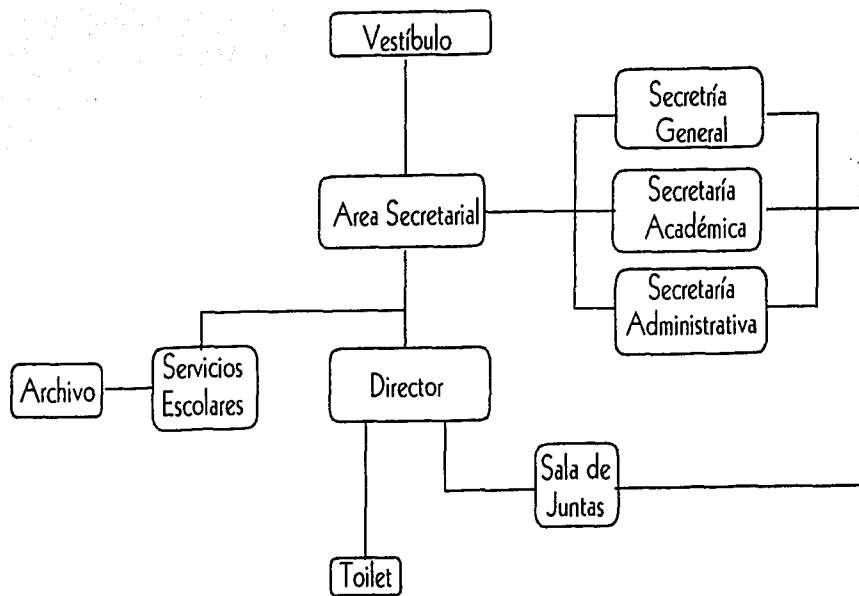 Vestíbulo
Secretría
General
Area Secretarial
Secretaría
Académica
Secretaría
Administrativa
Archivo
Servicios
Escolares
Director
Sala de
Juntas
Toilet